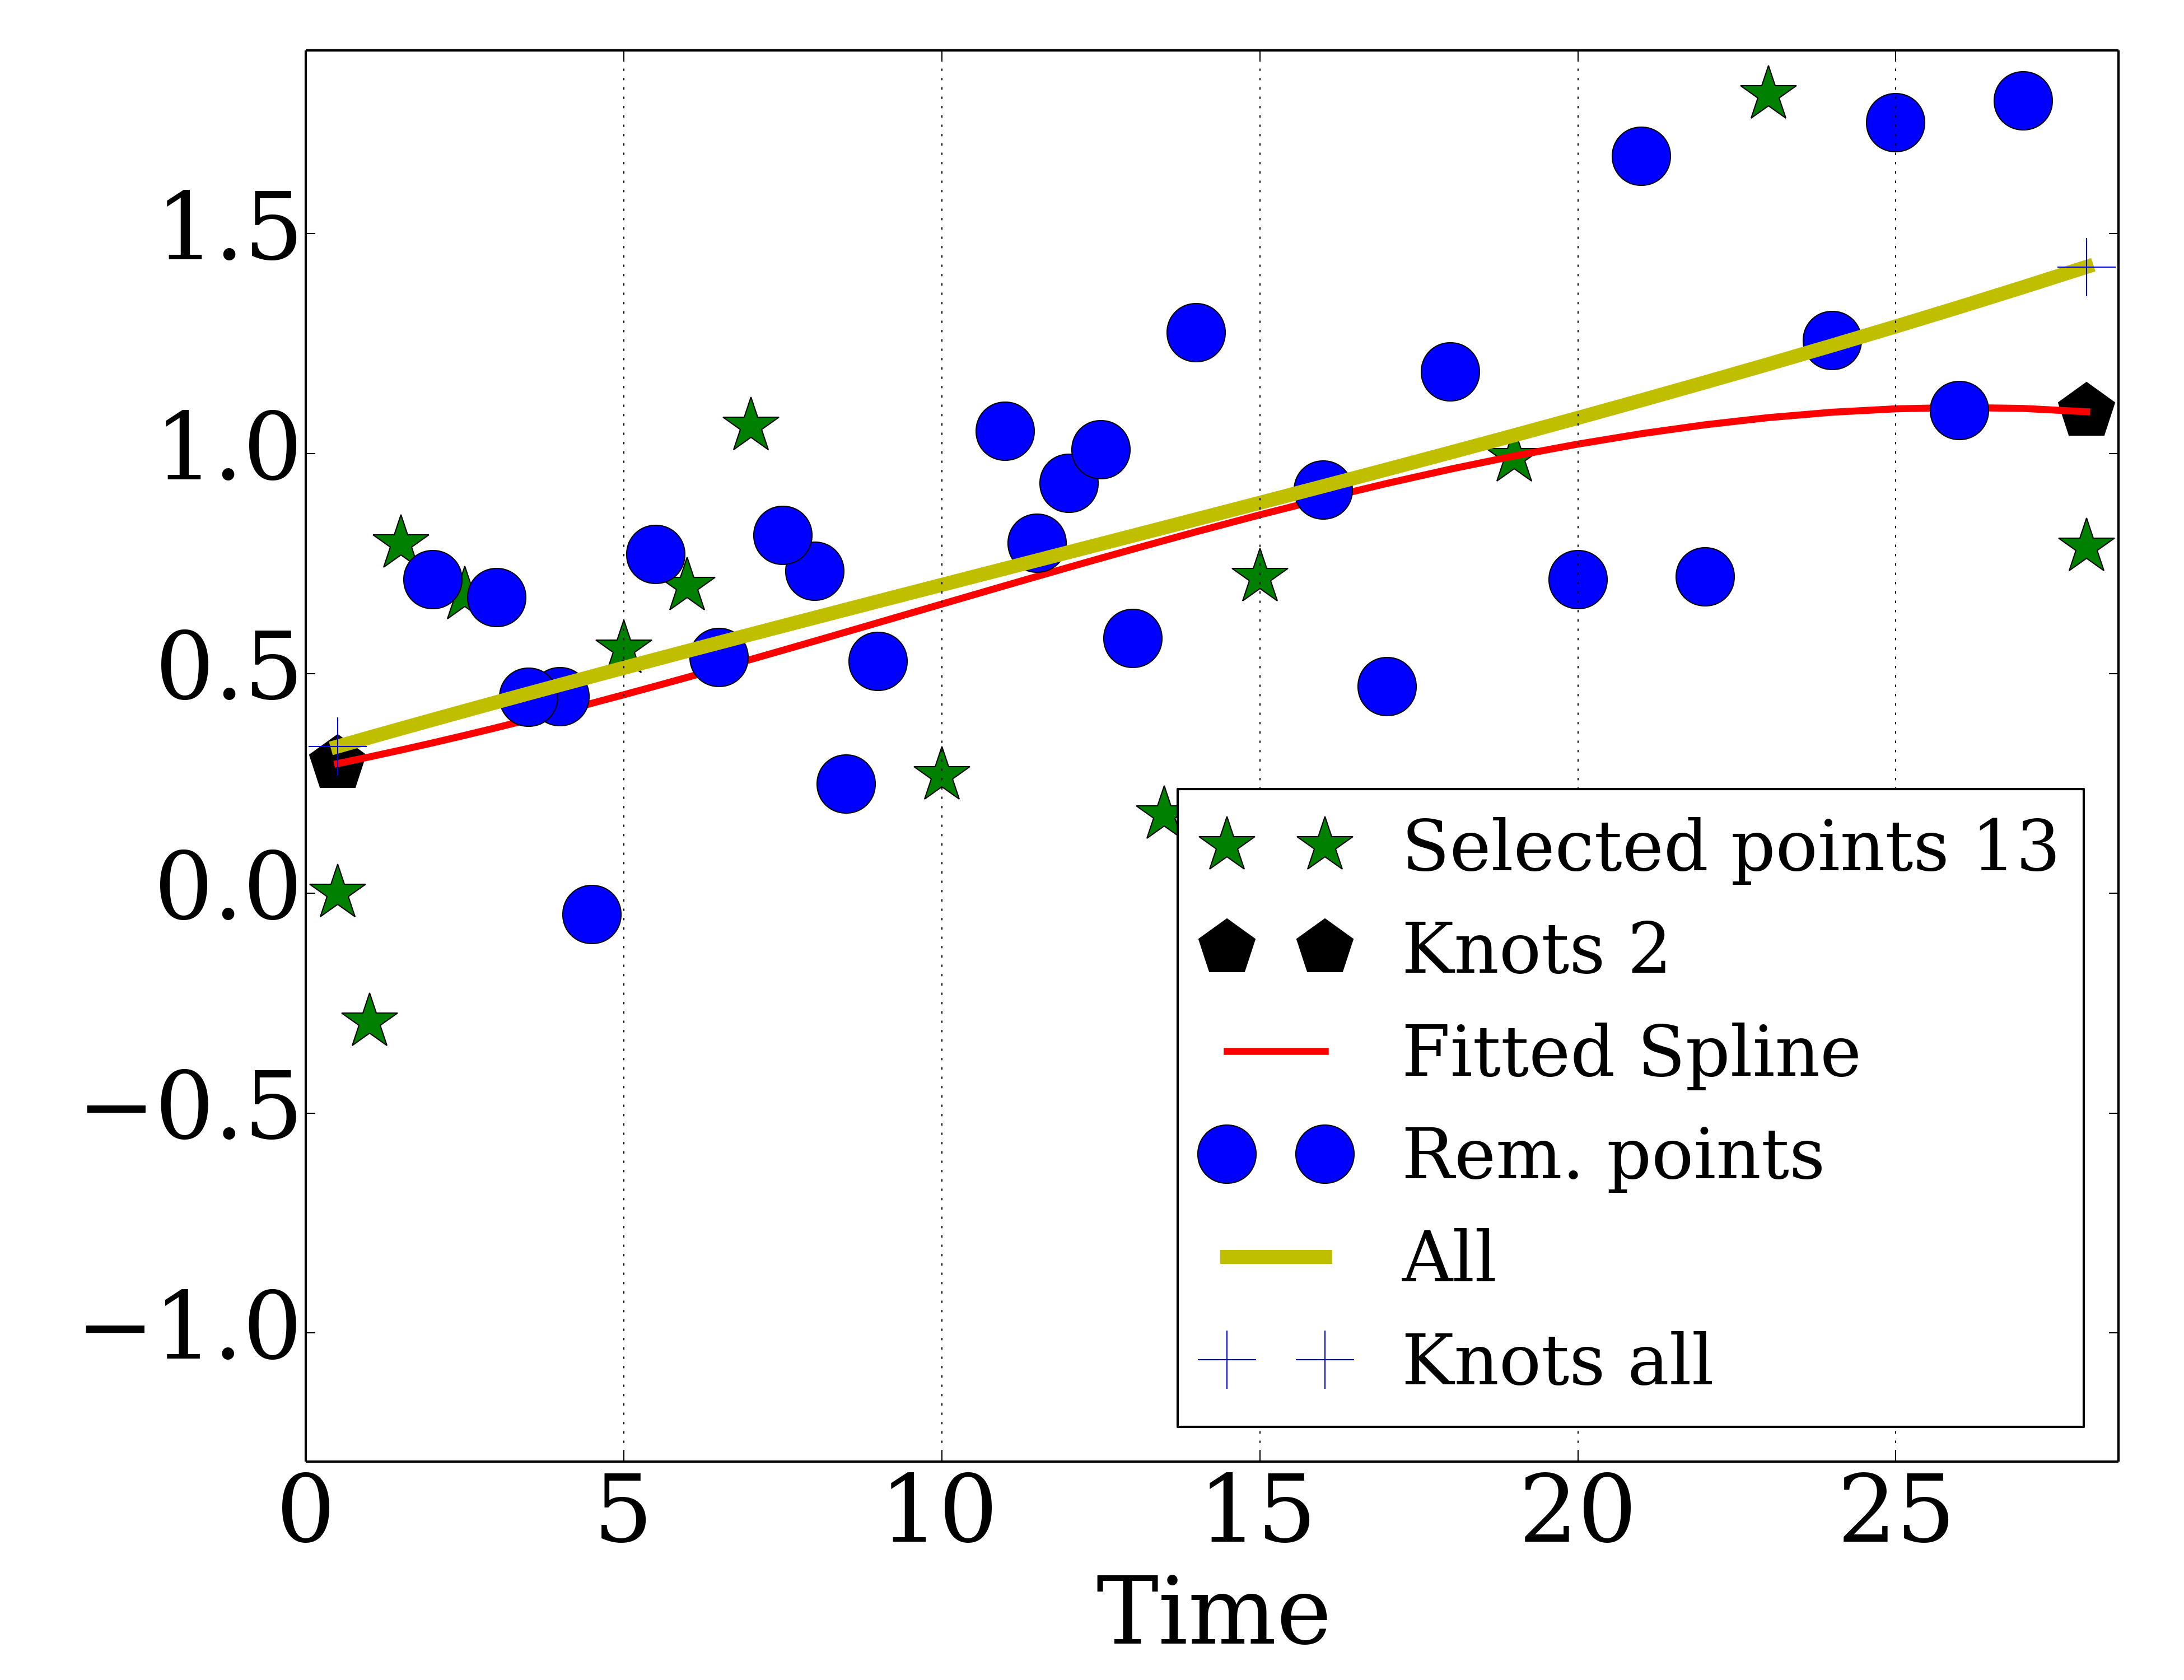 1.5
1.0
0.5
0.0
−0.5
−1.0
Selected points 13
Knots 2
Fitted Spline
Rem. points
All
Knots all
0 5 10 15 20 25
Time